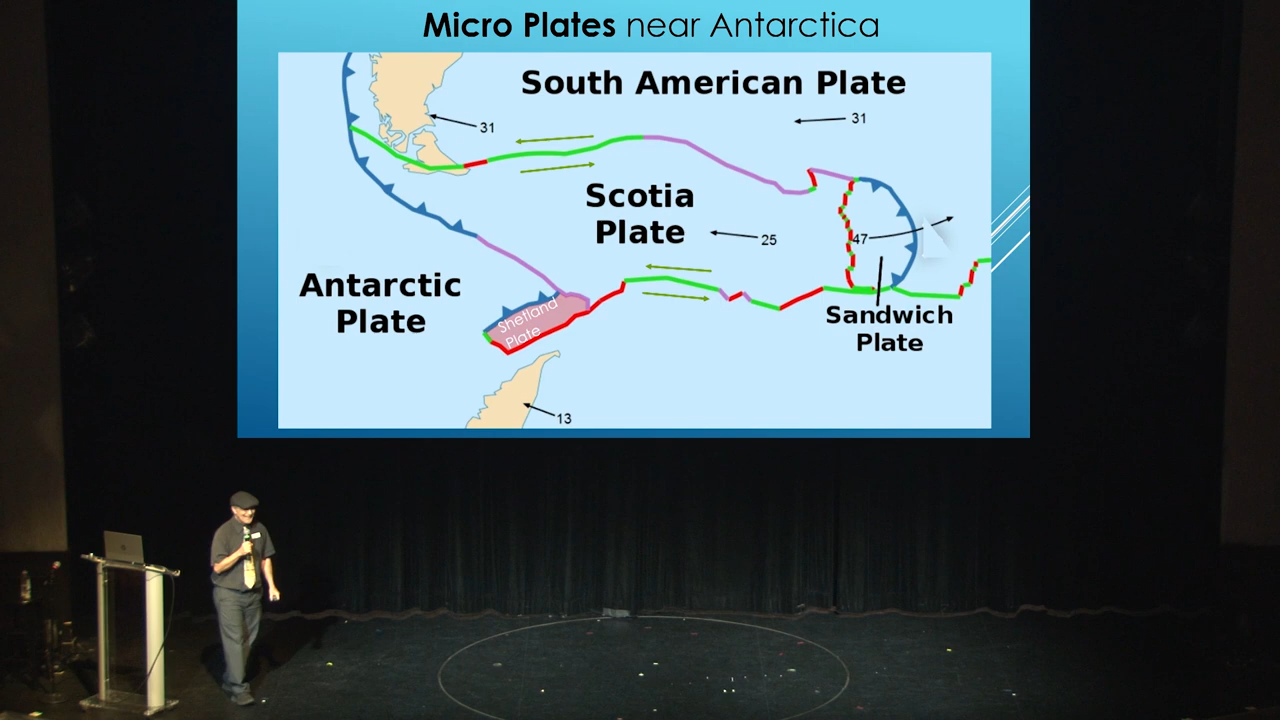 Micro Plates near Antarctica
South American Plate
31
31
Scotia
Plate
25
47
Antarctic
Plate
Shetland
Plate
Sandwich
Plate
13